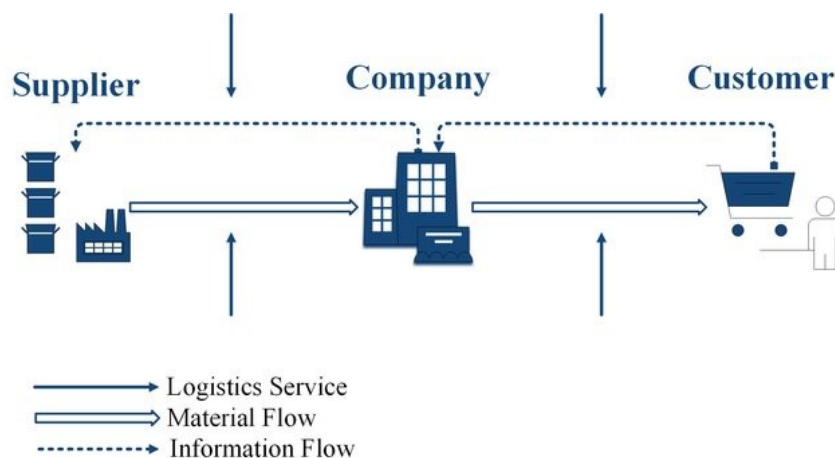 Supplier
Company
Customer
Logistics Service
Material Flow
Information Flow